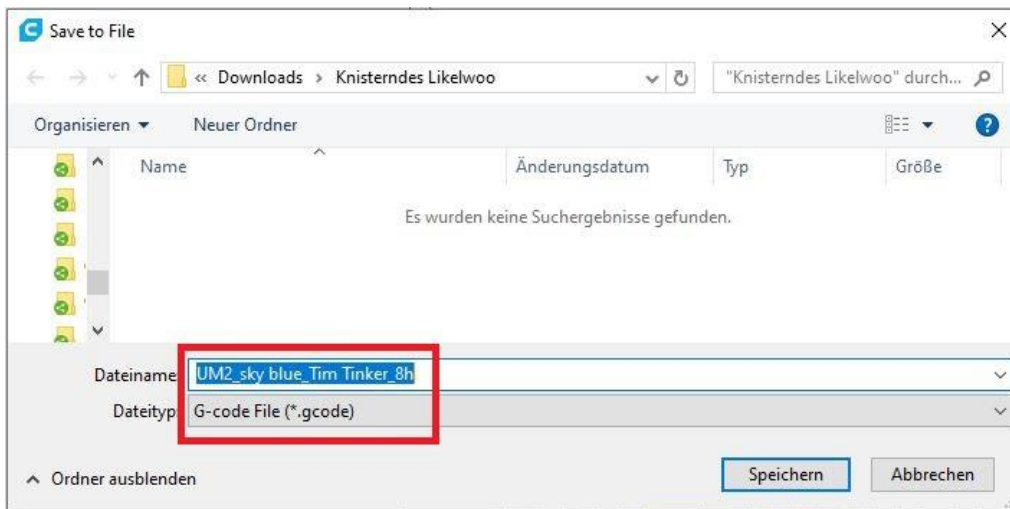 Save to File
« Downloads › Knisterndes Likelwoo
"Knisterndes Likelwoo" durch...
Organisieren
Neuer Ordner
?
Name Änderungsdatum Typ Größe
Es wurden keine Suchergebnisse gefunden.
Dateiname UM2_sky blue_Tim Tinker_8h
Dateityp: G-code File (*.gcode)
Ordner ausblenden
Speichern
Abbrechen